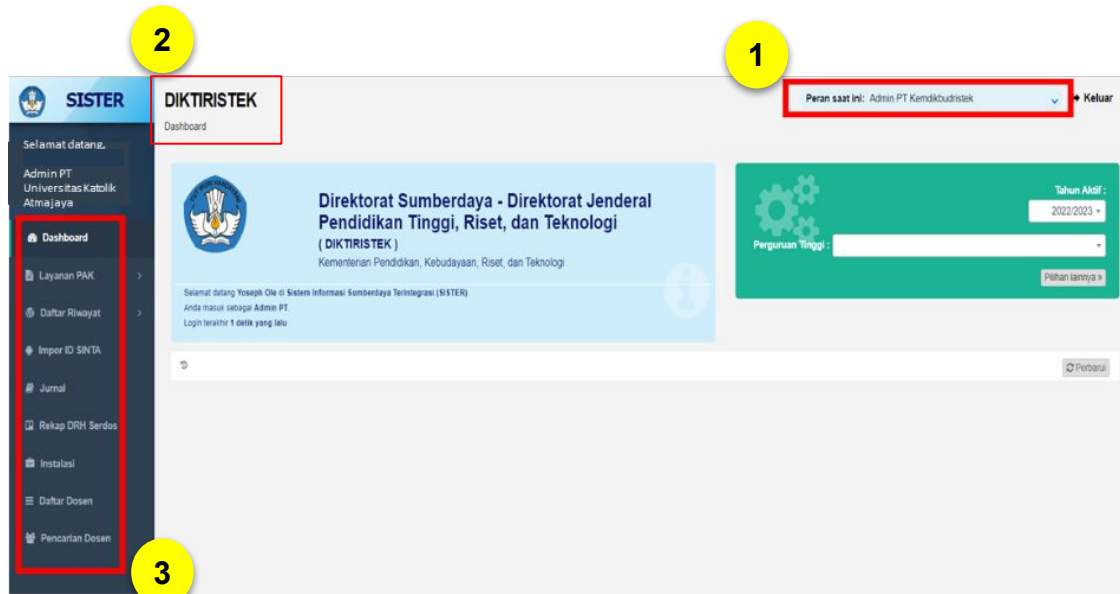 2
1
SISTER
DIKTIRISTEK
Peran saat ini: Admin PT Kemdikbudristek
Keluar
Dashboard
Selamat datang,
Admin PT
Universitas Katolik
Atmajaya
Dashboard
Layanan PAK
Daftar Riwayat
Impor ID SINTA
Jurnal
Rekap DRH Serdos
Instalasi
Daftar Dosen
Pencarian Dosen
3
Direktorat Sumberdaya - Direktorat Jenderal
Pendidikan Tinggi, Riset, dan Teknologi
( DIKTIRISTEK )
Kementerian Pendidikan, Kebudayaan, Riset, dan Teknologi
Selamat datang Yoseph Ole di Sistem Informasi Sumberdaya Terintegrasi (SISTER).
Anda masuk sebagai Admin PT.
Login terakhir 1 detik yang lalu
Tahun Aktif :
2022/2023
Perguruan Tinggi :
Pilihan lainnya »
Perbarui